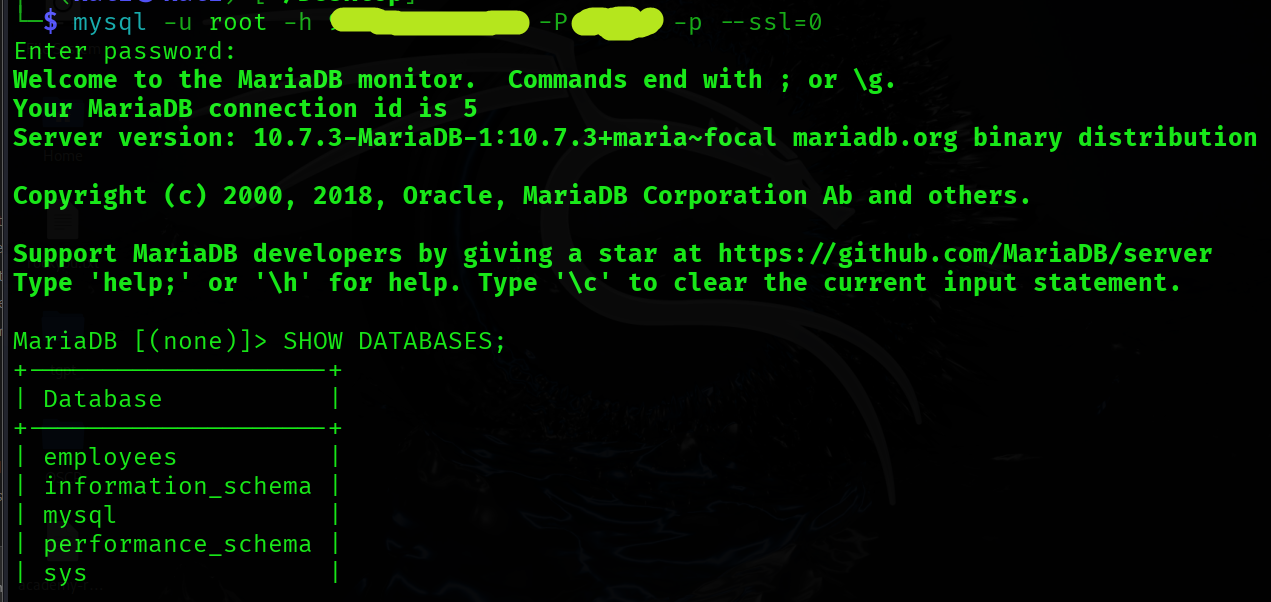 └─$ mysql -u root -h -P -p --ssl=0
Enter password:
Welcome to the MariaDB monitor.  Commands end with ; or \g.
Your MariaDB connection id is 5
Server version: 10.7.3-MariaDB-1:10.7.3+maria~focal mariadb.org binary distribution
Copyright (c) 2000, 2018, Oracle, MariaDB Corporation Ab and others.
Support MariaDB developers by giving a star at https://github.com/MariaDB/server
Type 'help;' or '\h' for help. Type '\c' to clear the current input statement.
MariaDB [(none)]> SHOW DATABASES;
+--------------------+
| Database           |
+--------------------+
| employees          |
| information_schema |
| mysql              |
| performance_schema |
| sys                |